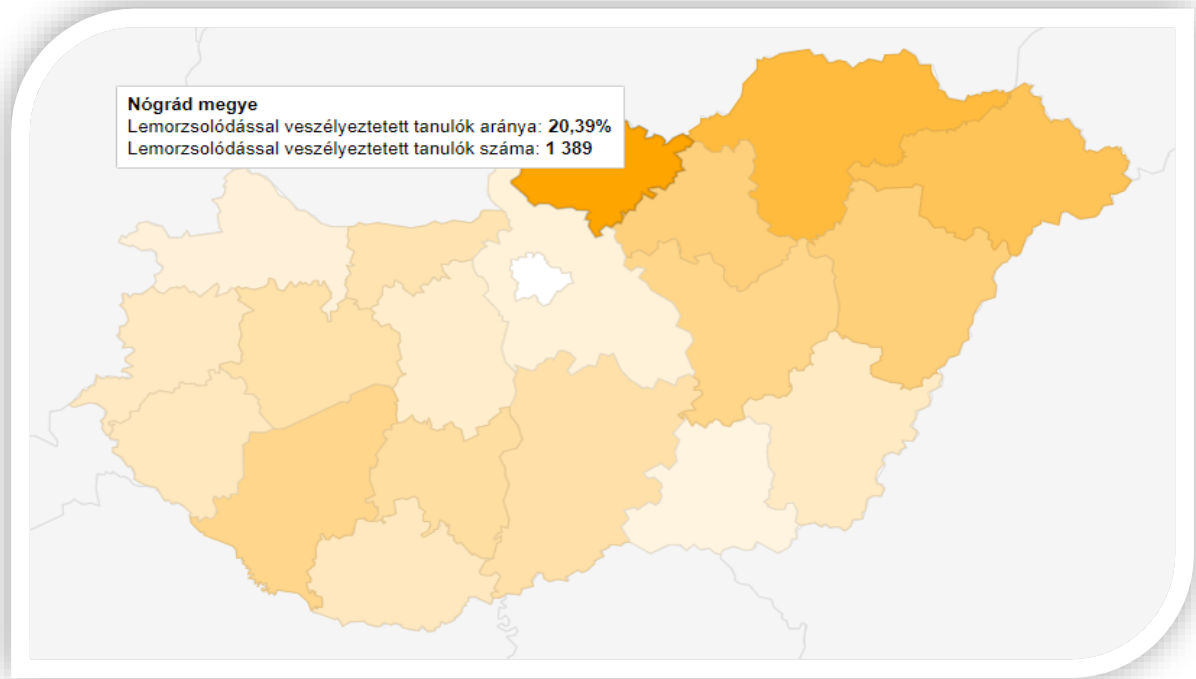 Nógrád megye
Lemorzsolódással veszélyeztetett tanulók aránya: 20,39%
Lemorzsolódással veszélyeztetett tanulók száma: 1 389